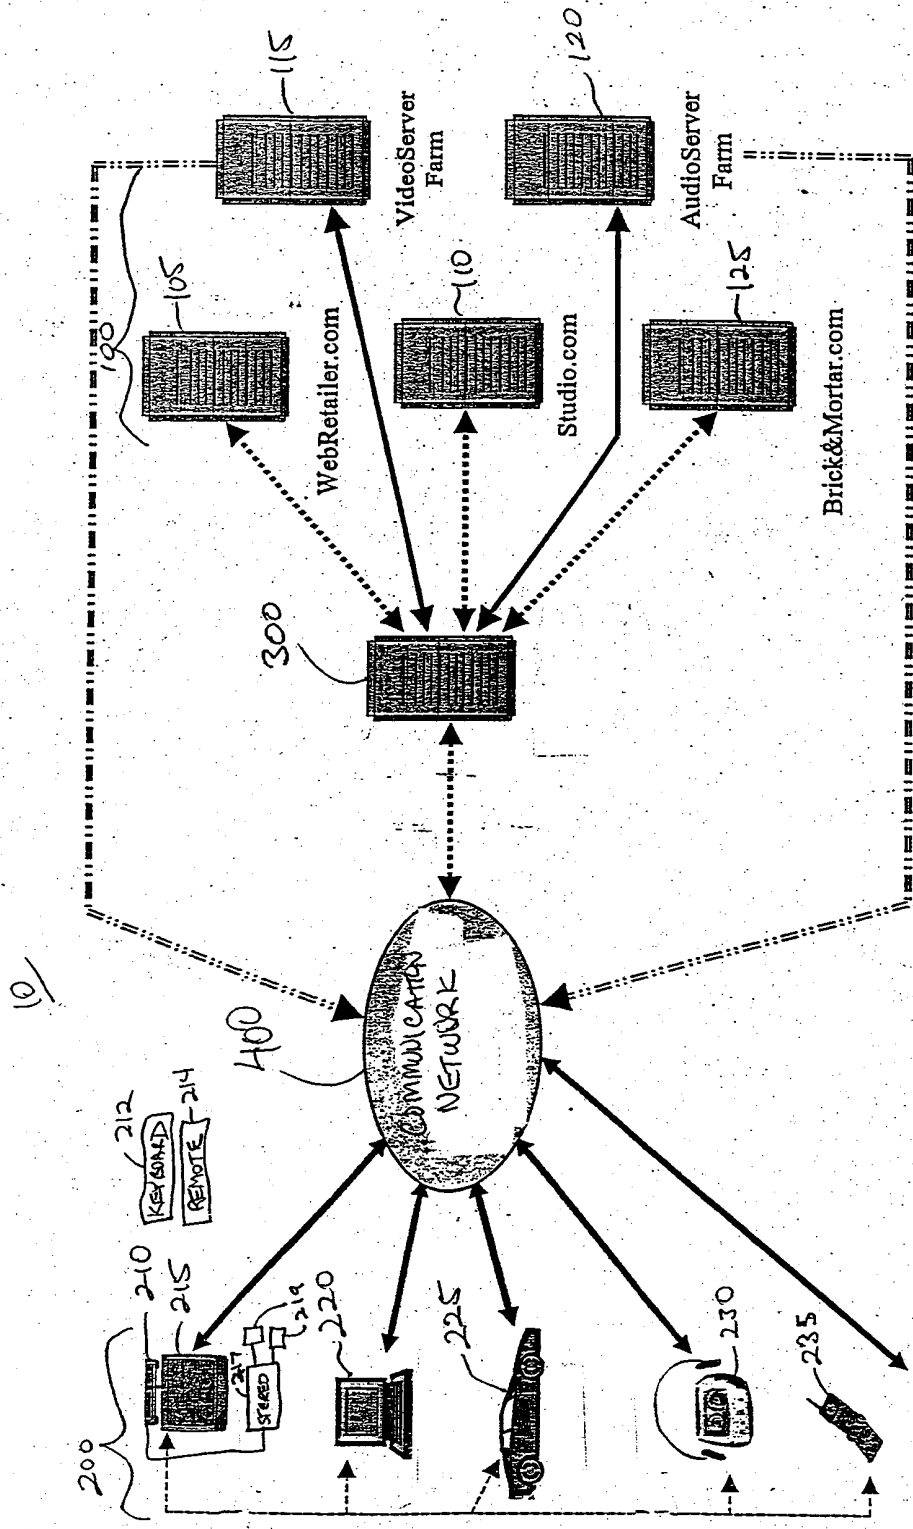 10
200
210
215
KEYBOARD
212
REMOTE
214
217
STEREO
219
220
225
230
235
400
COMMUNICATION
NETWORK
300
100
105
WebRetailer.com
110
Studio.com
115
VideoServer
Farm
120
AudioServer
Farm
125
Brick&Mortar.com